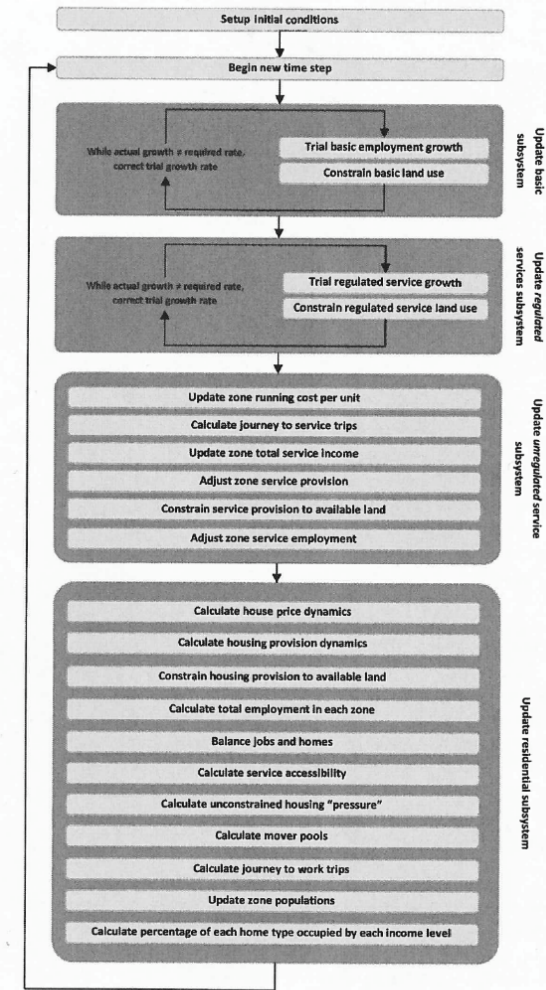 Setup initial conditions
Begin new time step
While actual growth ≠ required rate,
correct trial growth rate
Trial basic employment growth
Constrain basic land use
Update basic
subsystem
While actual growth ≠ required rate,
correct trial growth rate
Trial regulated service growth
Constrain regulated service land use
Update regulated
services subsystem
Update zone running cost per unit
Calculate journey to service trips
Update zone total service income
Adjust zone service provision
Constrain service provision to available land
Adjust zone service employment
Update unregulated service
subsystem
Calculate house price dynamics
Calculate housing provision dynamics
Constrain housing provision to available land
Calculate total employment in each zone
Balance jobs and homes
Calculate service accessibility
Calculate unconstrained housing "pressure"
Calculate mover pools
Calculate journey to work trips
Update zone populations
Calculate percentage of each home type occupied by each income level
Update residential subsystem